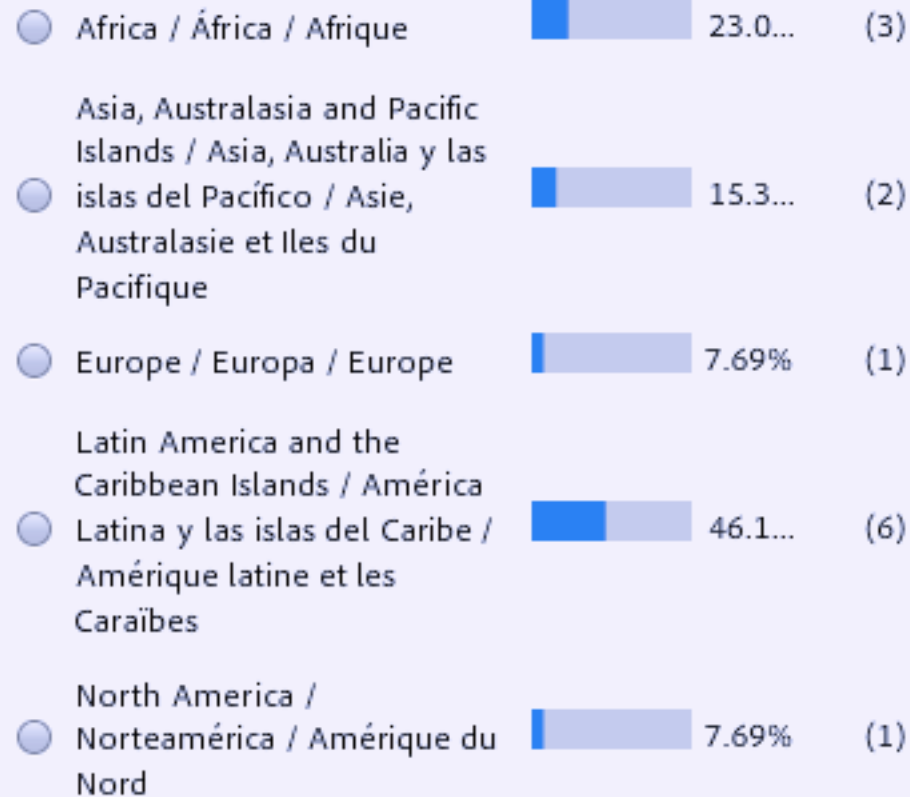 Africa / África / Afrique 23.0... (3)
Asia, Australasia and Pacific
Islands / Asia, Australia y las
islas del Pacífico / Asie, 15.3... (2)
Australasie et Iles du
Pacifique
Europe / Europa / Europe 7.69% (1)
Latin America and the
Caribbean Islands / América
Latina y las islas del Caribe / 46.1... (6)
Amérique latine et les
Caraïbes
North America /
Norteamérica / Amérique du 7.69% (1)
Nord